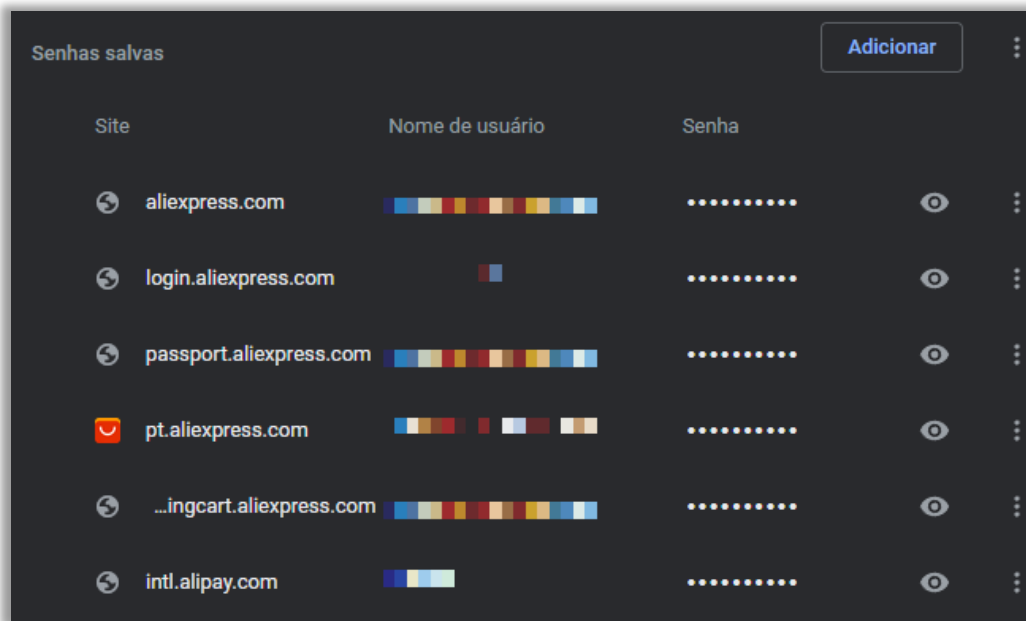 Senhas salvas Adicionar
Site Nome de usuário Senha
aliexpress.com ••••••••••
login.aliexpress.com ••••••••••
passport.aliexpress.com ••••••••••
pt.aliexpress.com ••••••••••
...ingcart.aliexpress.com ••••••••••
intl.alipay.com ••••••••••